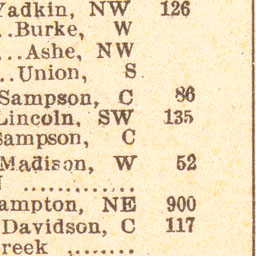 Yadkin, NW 126
..Burke, W
...Ashe, NW
..Union, S
Sampson, C 86
Lincoln, SW 135
Sampson, C
Madison, W 52
..............
ampton, NE 900
Davidson, C 117
reek ........